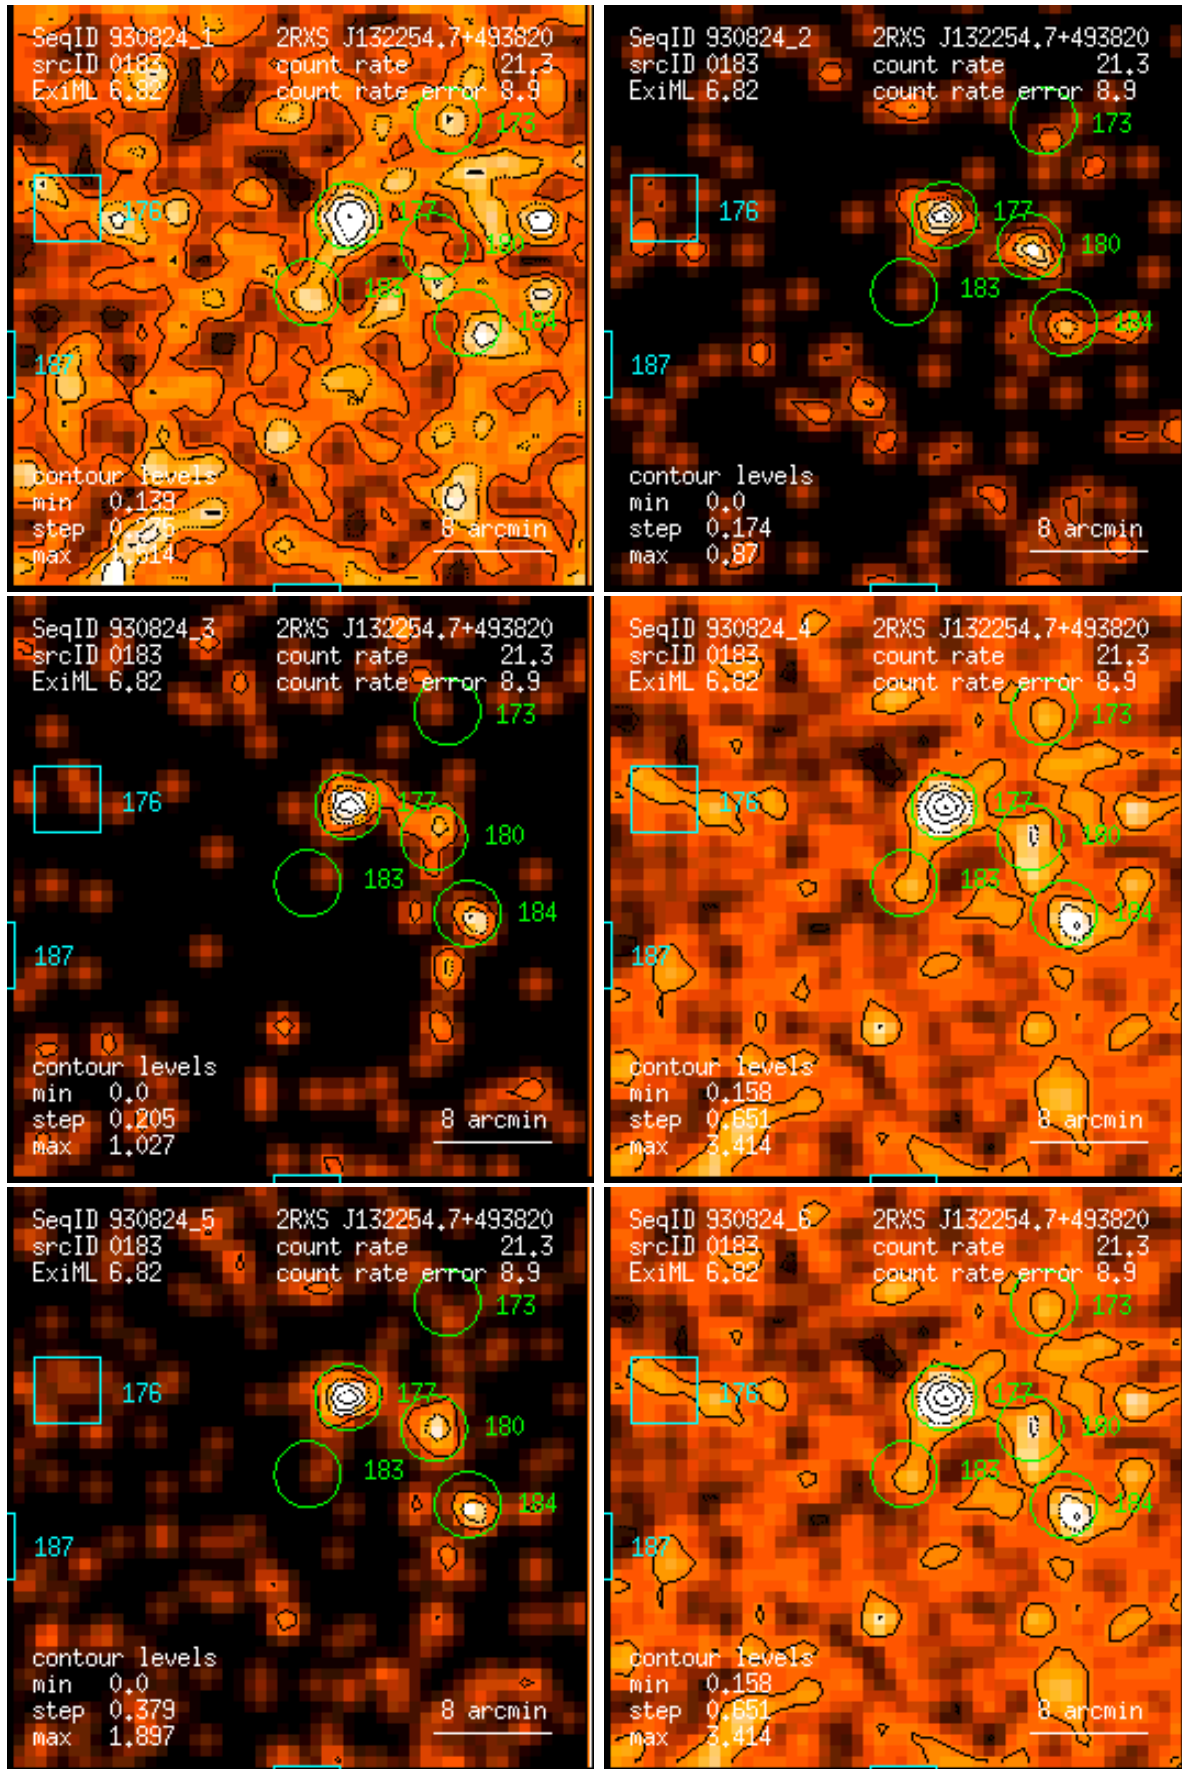 SeqID 930824_1 2RXS J132254.7+493820
srcID 0183 count rate 21.3
ExiML 6.82 count rate error 8.9
173
176
177
180
183
184
187
contour levels
min 0.139
step 0.275
max 1.514
8 arcmin
SeqID 930824_2 2RXS J132254.7+493820
srcID 0183 count rate 21.3
ExiML 6.82 count rate error 8.9
173
176
177
180
183
184
187
contour levels
min 0.0
step 0.174
max 0.87
8 arcmin
SeqID 930824_3 2RXS J132254.7+493820
srcID 0183 count rate 21.3
ExiML 6.82 count rate error 8.9
173
176
177
180
183
184
187
contour levels
min 0.0
step 0.205
max 1.027
8 arcmin
SeqID 930824_4 2RXS J132254.7+493820
srcID 0183 count rate 21.3
ExiML 6.82 count rate error 8.9
173
176
177
180
183
184
187
contour levels
min 0.158
step 0.651
max 3.414
8 arcmin
SeqID 930824_5 2RXS J132254.7+493820
srcID 0183 count rate 21.3
ExiML 6.82 count rate error 8.9
173
176
177
180
183
184
187
contour levels
min 0.0
step 0.379
max 1.897
8 arcmin
SeqID 930824_6 2RXS J132254.7+493820
srcID 0183 count rate 21.3
ExiML 6.82 count rate error 8.9
173
176
177
180
183
184
187
contour levels
min 0.158
step 0.651
max 3.414
8 arcmin